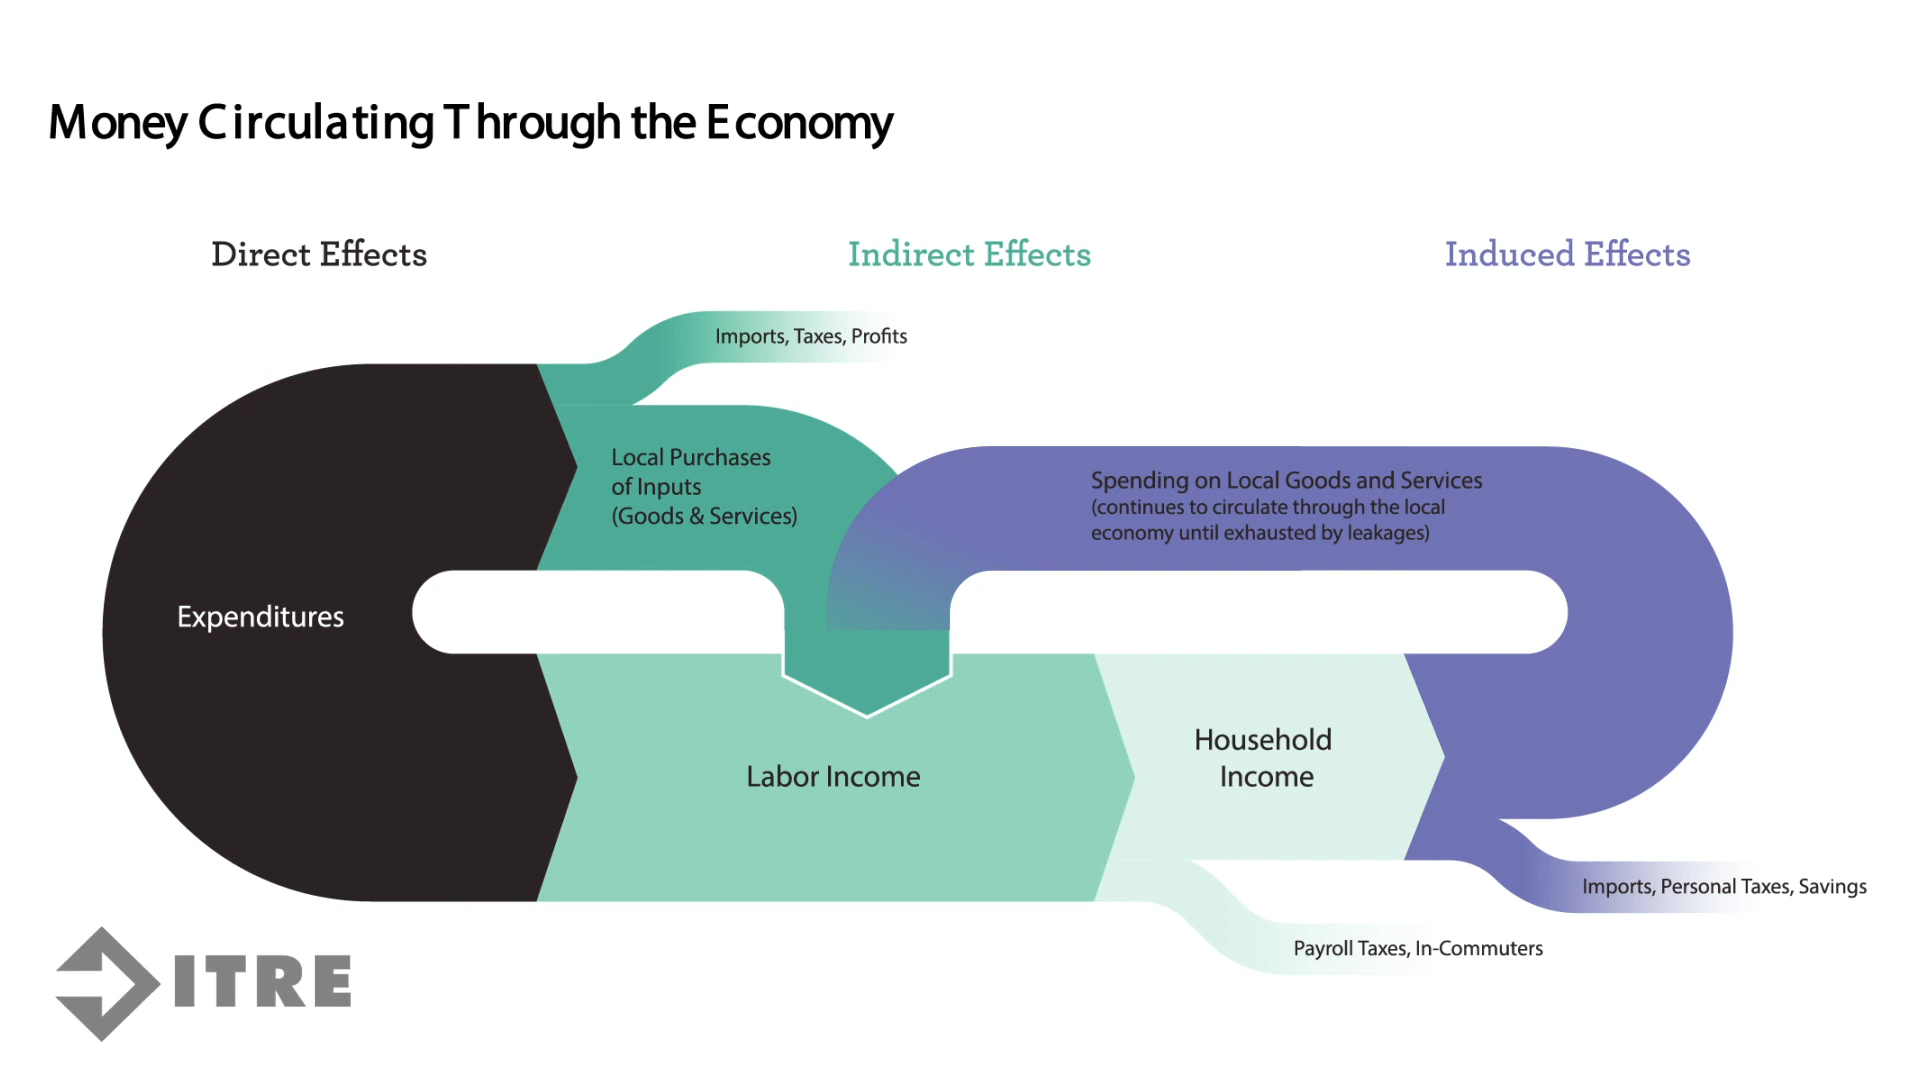 Money Circulating Through the Economy
Direct Effects
Indirect Effects
Induced Effects
Imports, Taxes, Profits
Local Purchases
of Inputs
(Goods & Services)
Spending on Local Goods and Services
(continues to circulate through the local
economy until exhausted by leakages)
Expenditures
Household
Income
Labor Income
Imports, Personal Taxes, Savings
Payroll Taxes, In-Commuters
ITRE